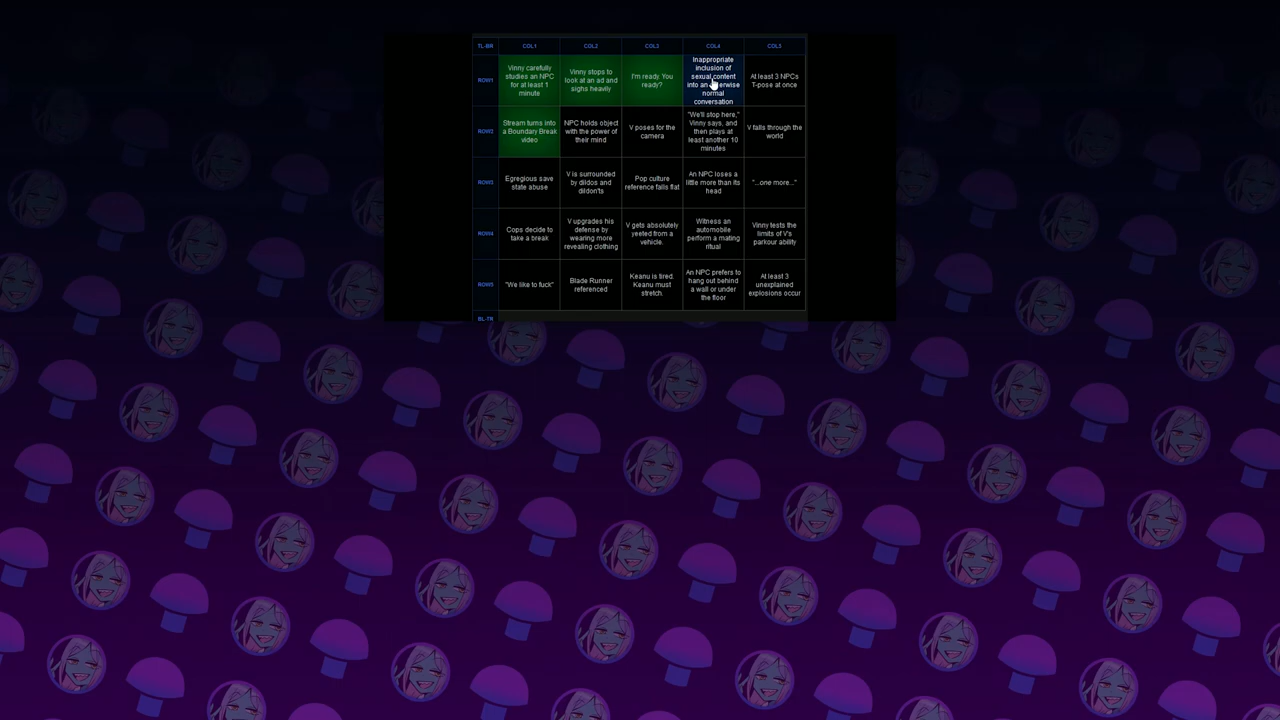 TL-BR
COL1
COL2
COL3
COL4
COL5
ROW1
Vinny carefully
studies an NPC
for at least 1
minute
Vinny stops to
look at an ad and
sighs heavily
I'm ready You
ready?
Inappropriate
inclusion of
sexual content
into an otherwise
normal
conversation
At least 3 NPCs
T-pose at once
ROW2
Stream turns into
a Boundary Break
video
NPC holds object
with the power of
their mind
V poses for the
camera
"We'll stop here,"
Vinny says, and
then plays at
least another 10
minutes
V falls through the
world
ROW3
Egregious save
state abuse
V is surrounded
by dildos and
dildon'ts
Pop culture
reference falls flat
An NPC loses a
little more than its
head
"...one more..."
ROW4
Cops decide to
take a break
V upgrades his
defense by
wearing more
revealing clothing
V gets absolutely
yeeted from a
vehicle.
Witness an
automobile
perform a mating
ritual
Vinny tests the
limits of V's
parkour ability
ROW5
"We like to fuck"
Blade Runner
referenced
Keanu is tired.
Keanu must
stretch.
An NPC prefers to
hang out behind
a wall or under
the floor
At least 3
unexplained
explosions occur
BL-TR